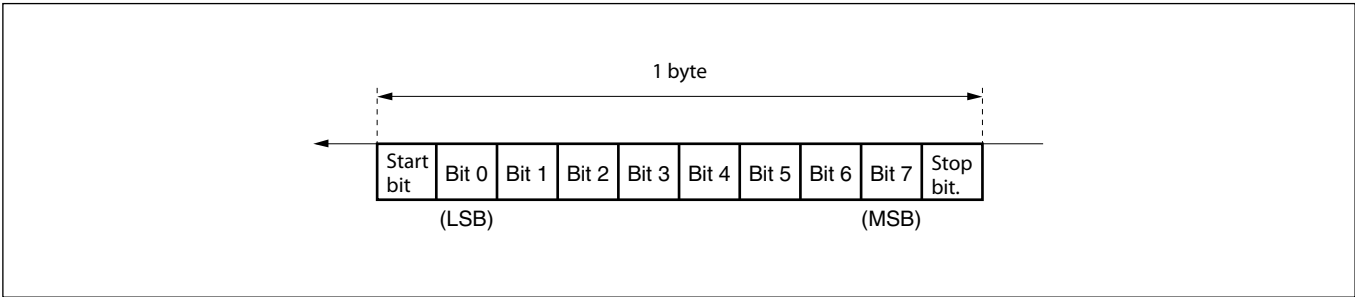 1 byte
Start bit Bit 0 Bit 1 Bit 2 Bit 3 Bit 4 Bit 5 Bit 6 Bit 7 Stop bit.
(LSB) (MSB)